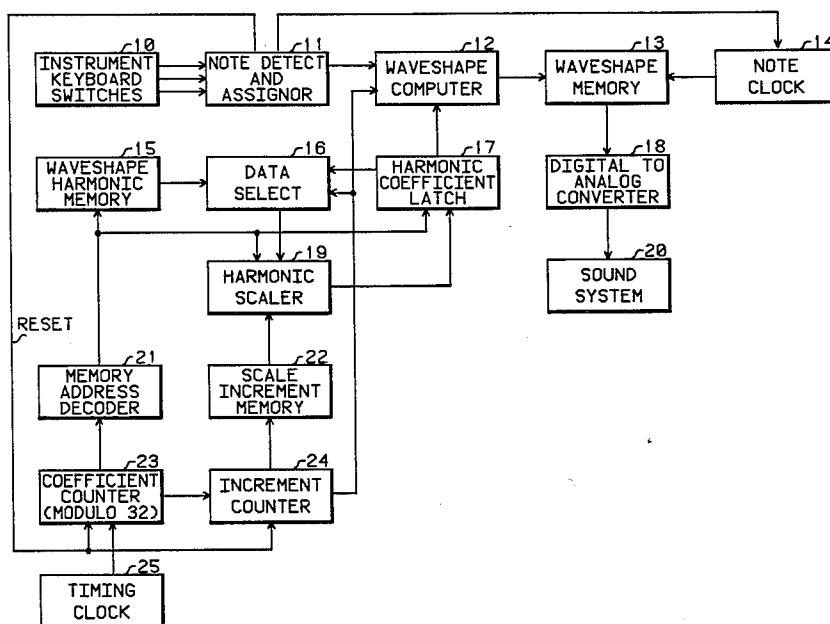 10
INSTRUMENT
KEYBOARD
SWITCHES
11
NOTE DETECT
AND
ASSIGNOR
12
WAVESHAPE
COMPUTER
13
WAVESHAPE
MEMORY
14
NOTE
CLOCK
15
WAVESHAPE
HARMONIC
MEMORY
16
DATA
SELECT
17
HARMONIC
COEFFICIENT
LATCH
18
DIGITAL TO
ANALOG
CONVERTER
19
HARMONIC
SCALER
20
SOUND
SYSTEM
RESET
21
MEMORY
ADDRESS
DECODER
22
SCALE
INCREMENT
MEMORY
23
COEFFICIENT
COUNTER
(MODULO 32)
24
INCREMENT
COUNTER
25
TIMING
CLOCK